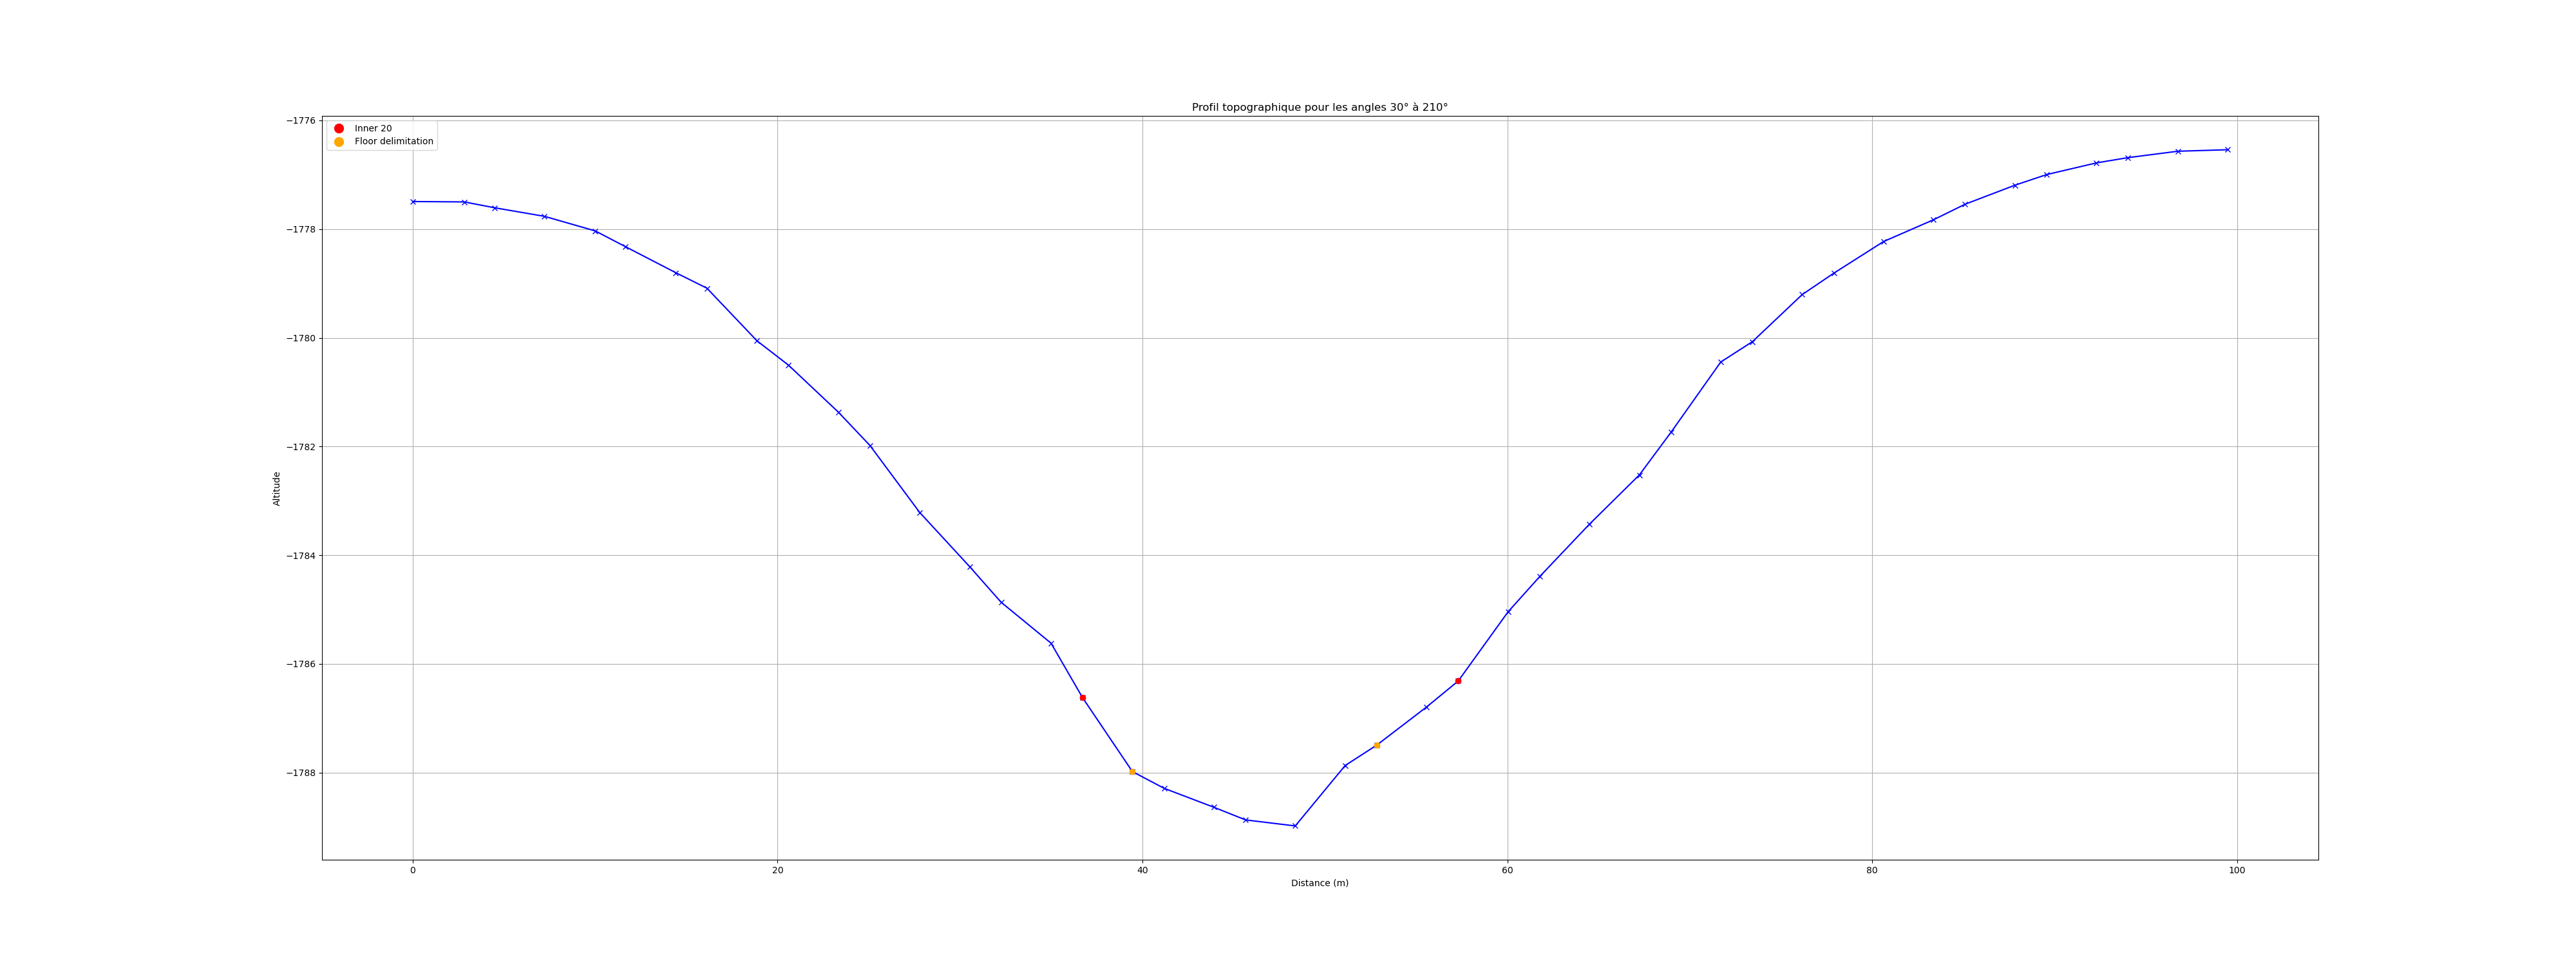 Profil topographique pour les angles 30° à 210°
Inner 20
Floor delimitation
−1776
−1778
−1780
−1782
−1784
−1786
−1788
Altitude
0 20 40 60 80 100
Distance (m)